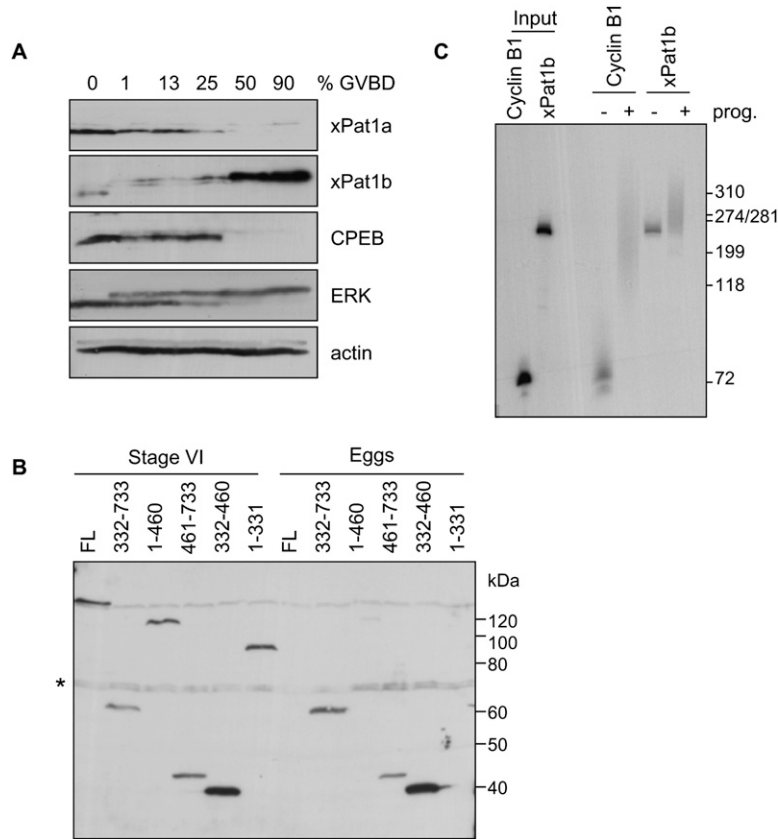 A
0 1 13 25 50 90 % GVBD
xPat1a
xPat1b
CPEB
ERK
actin
C
Input
Cyclin B1
xPat1b
Cyclin B1
xPat1b
- + - + prog.
310
274/281
199
118
72
B
Stage VI
Eggs
FL
332-733
1-460
461-733
332-460
1-331
FL
332-733
1-460
461-733
332-460
1-331
kDa
120
100
80
*
60
50
40